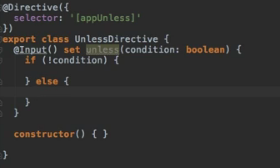 @Directive({
  selector: '[appUnless]'
})
export class UnlessDirective {
  @Input() set unless(condition: boolean) {
    if (!condition) {

    } else {

    }
  }

  constructor() { }

}